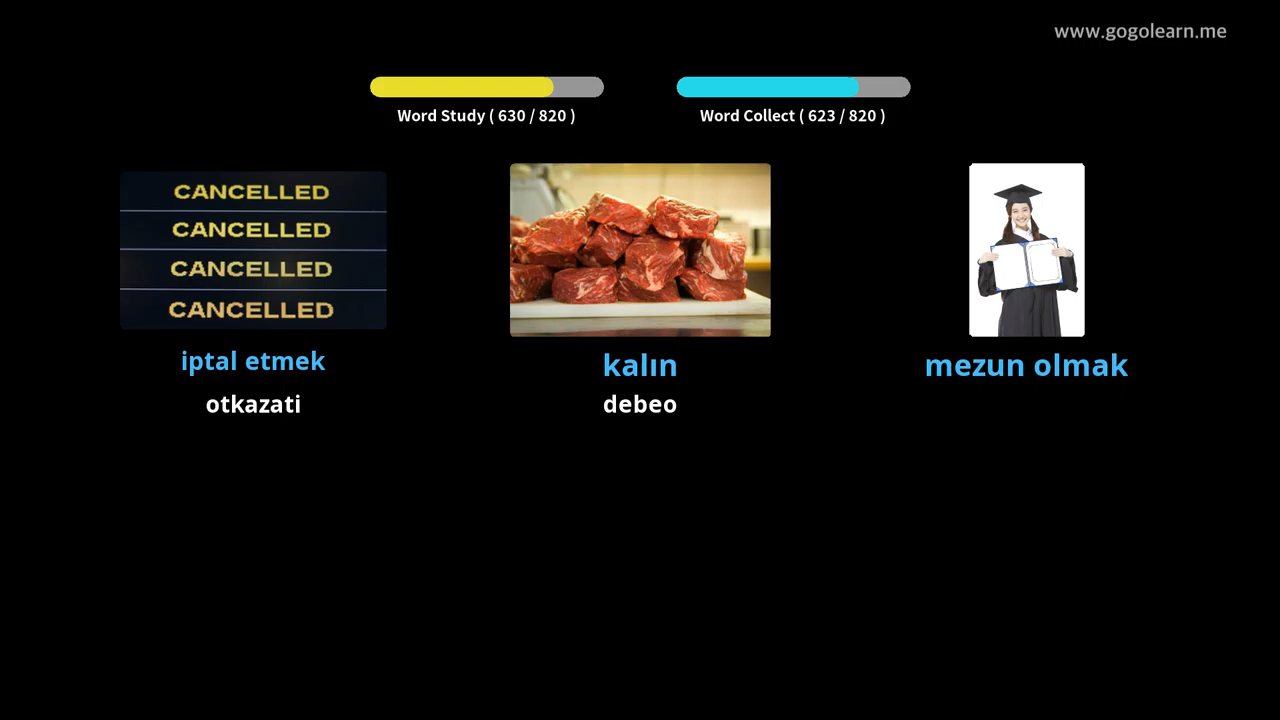 www.gogolearn.me
Word Study ( 630 / 820 )
Word Collect ( 623 / 820 )
CANCELLED
CANCELLED
CANCELLED
CANCELLED
iptal etmek
kalın
mezun olmak
otkazati
debeo